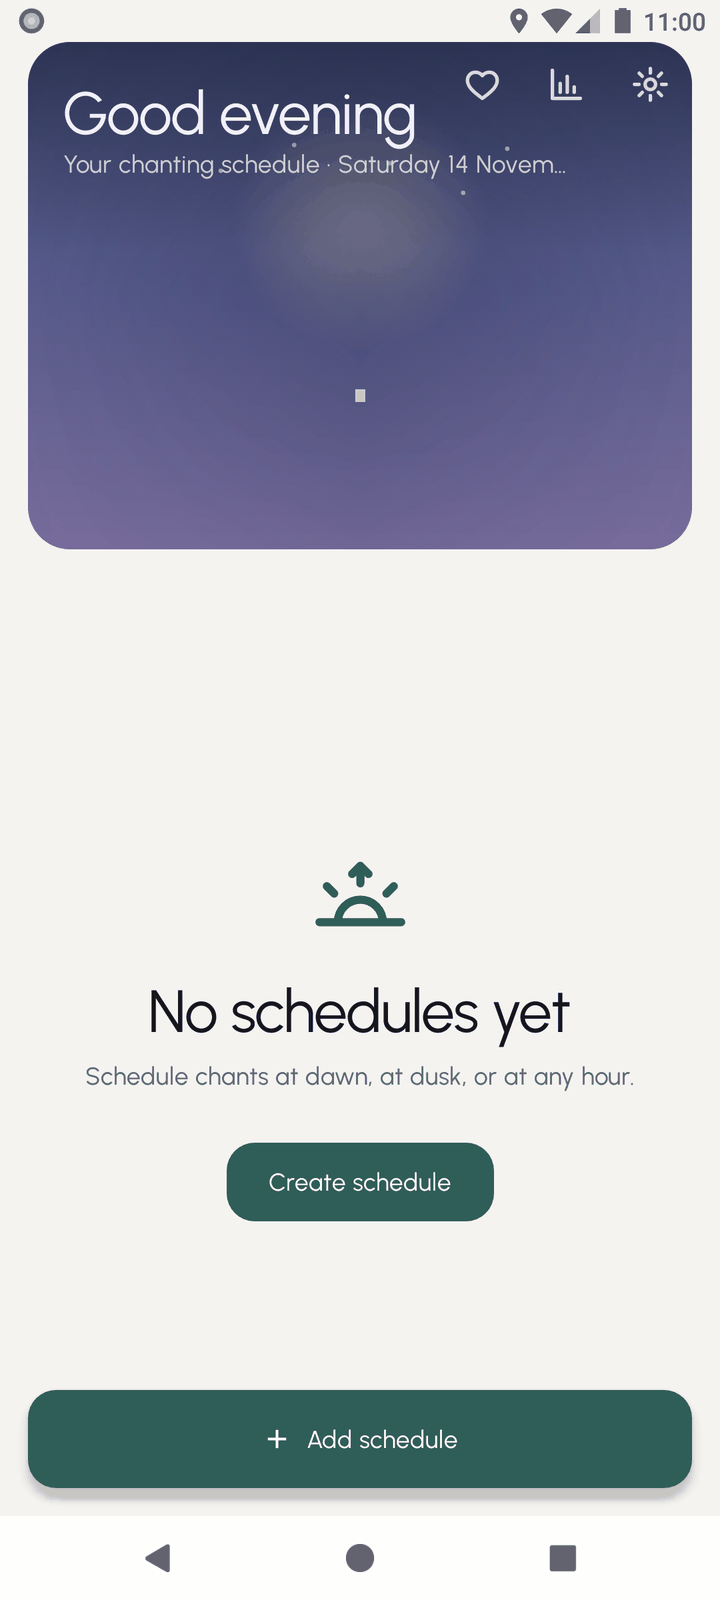 11:00
Good evening
Your chanting schedule · Saturday 14 Novem...
No schedules yet
Schedule chants at dawn, at dusk, or at any hour.
Create schedule
+ Add schedule